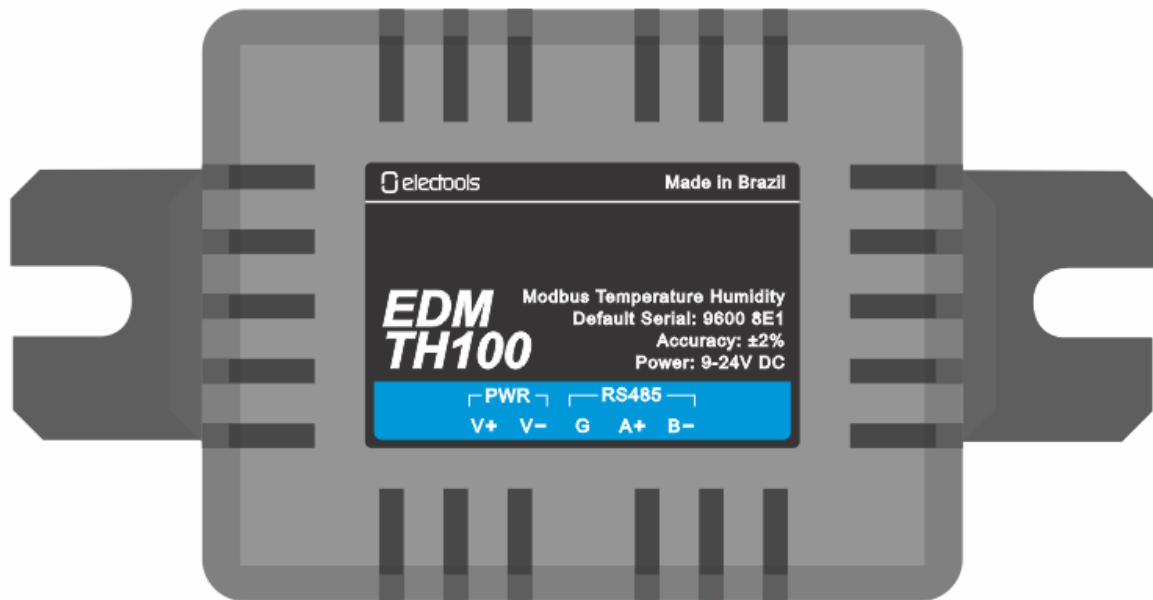 electools Made in Brazil
EDM
TH100
Modbus Temperature Humidity
Default Serial: 9600 8E1
Accuracy: ±2%
Power: 9-24V DC
PWR RS485
V+ V− G A+ B−